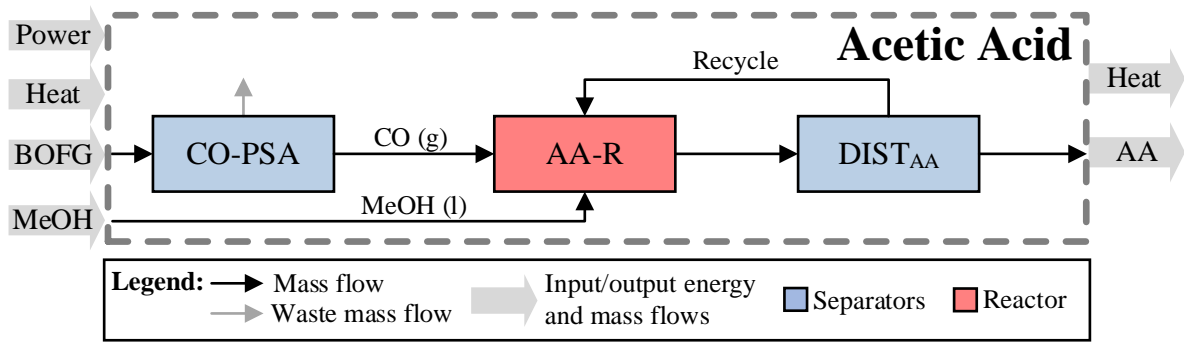 Power
Heat
BOFG
MeOH
Acetic Acid
Recycle
CO-PSA
CO (g)
AA-R
DIST_AA
MeOH (l)
Heat
AA
Legend:
Mass flow
Waste mass flow
Input/output energy
and mass flows
Separators
Reactor